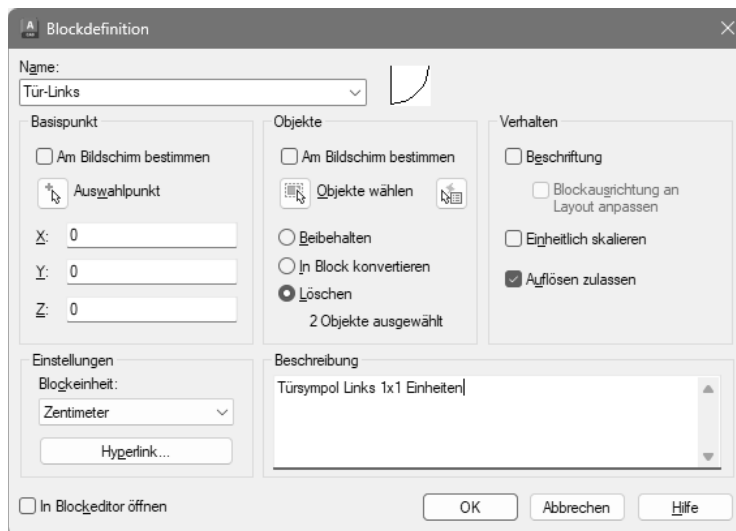 A
CAD
Blockdefinition
Name:
Tür-Links
Basispunkt
Am Bildschirm bestimmen
Auswahlpunkt
X: 0
Y: 0
Z: 0
Objekte
Am Bildschirm bestimmen
Objekte wählen
Beibehalten
In Block konvertieren
Löschen
2 Objekte ausgewählt
Verhalten
Beschriftung
Blockausrichtung an
Layout anpassen
Einheitlich skalieren
Auflösen zulassen
Einstellungen
Blockeinheit:
Zentimeter
Hyperlink...
Beschreibung
Türsympol Links 1x1 Einheiten
In Blockeditor öffnen
OK
Abbrechen
Hilfe